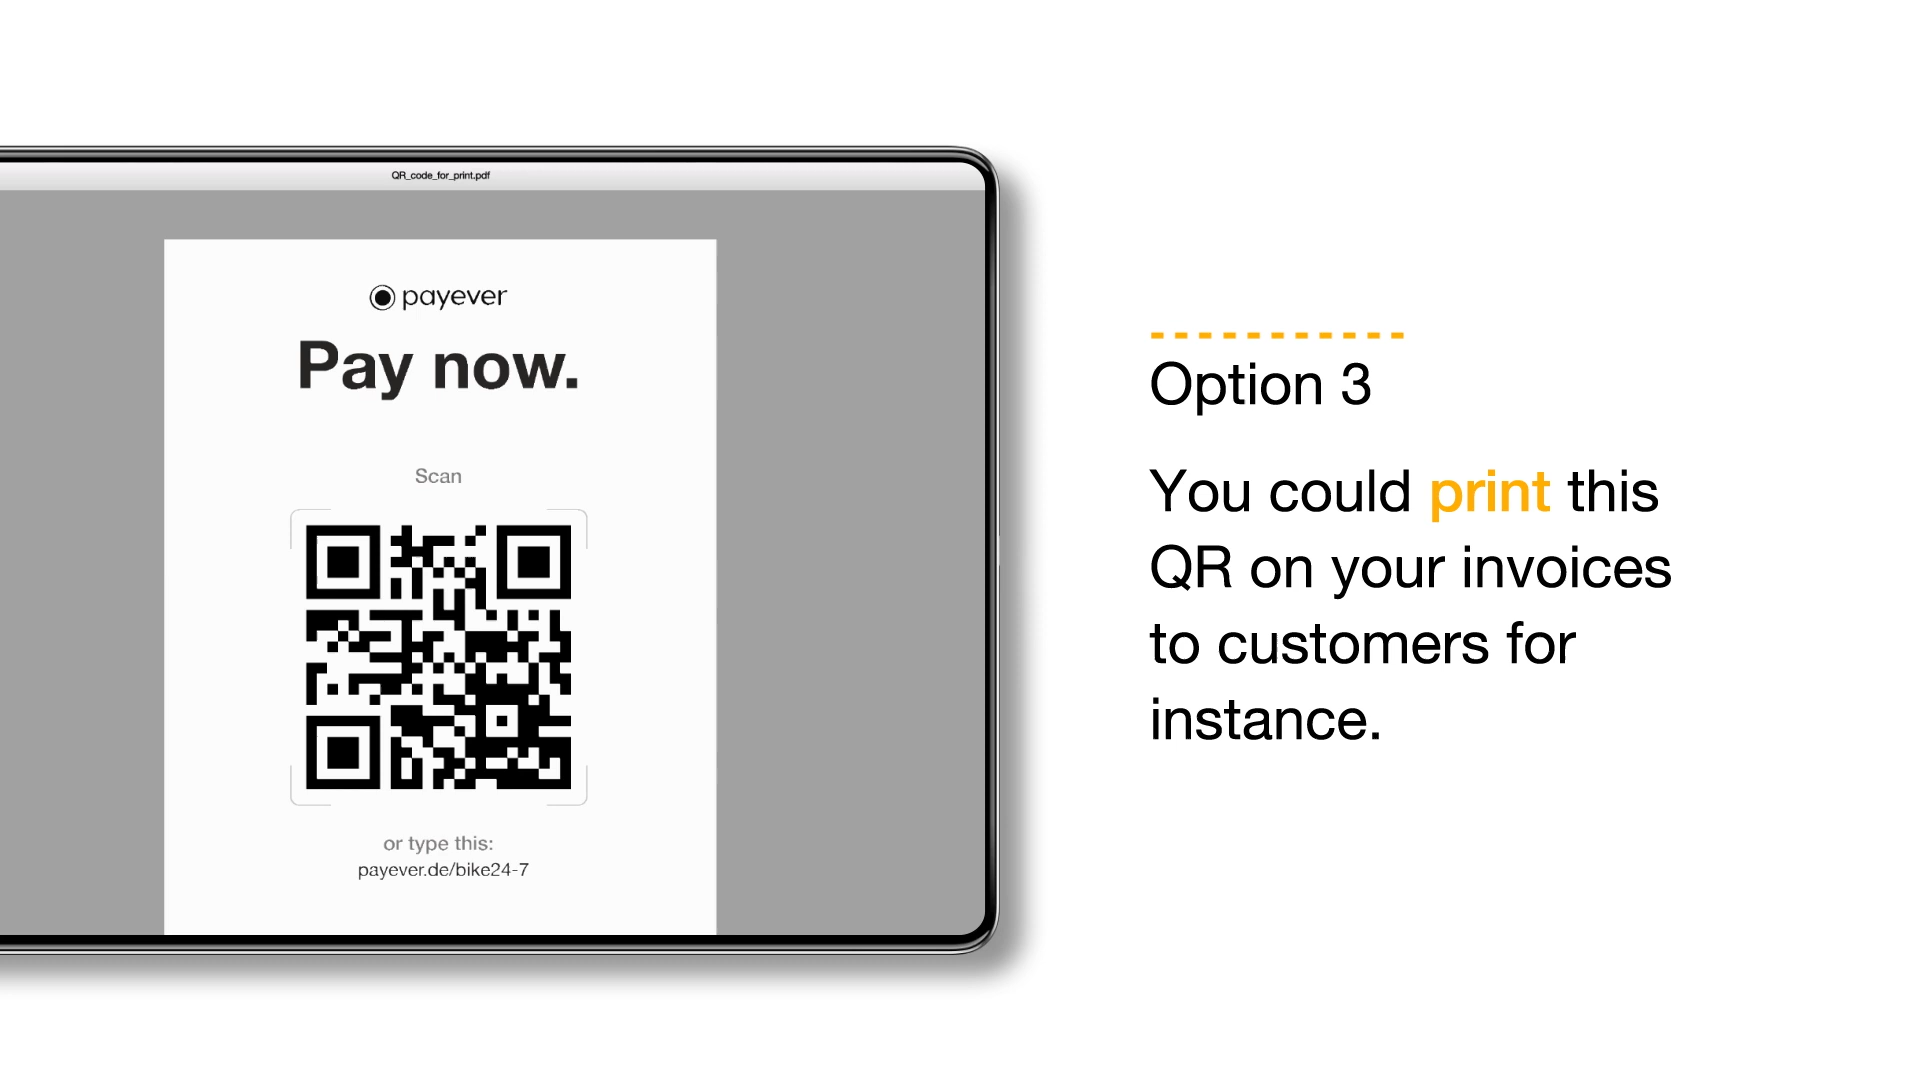 QR_code_for_print.pdf
payever
Pay now.
Scan
or type this:
payever.de/bike24-7
Option 3
You could print this
QR on your invoices
to customers for
instance.